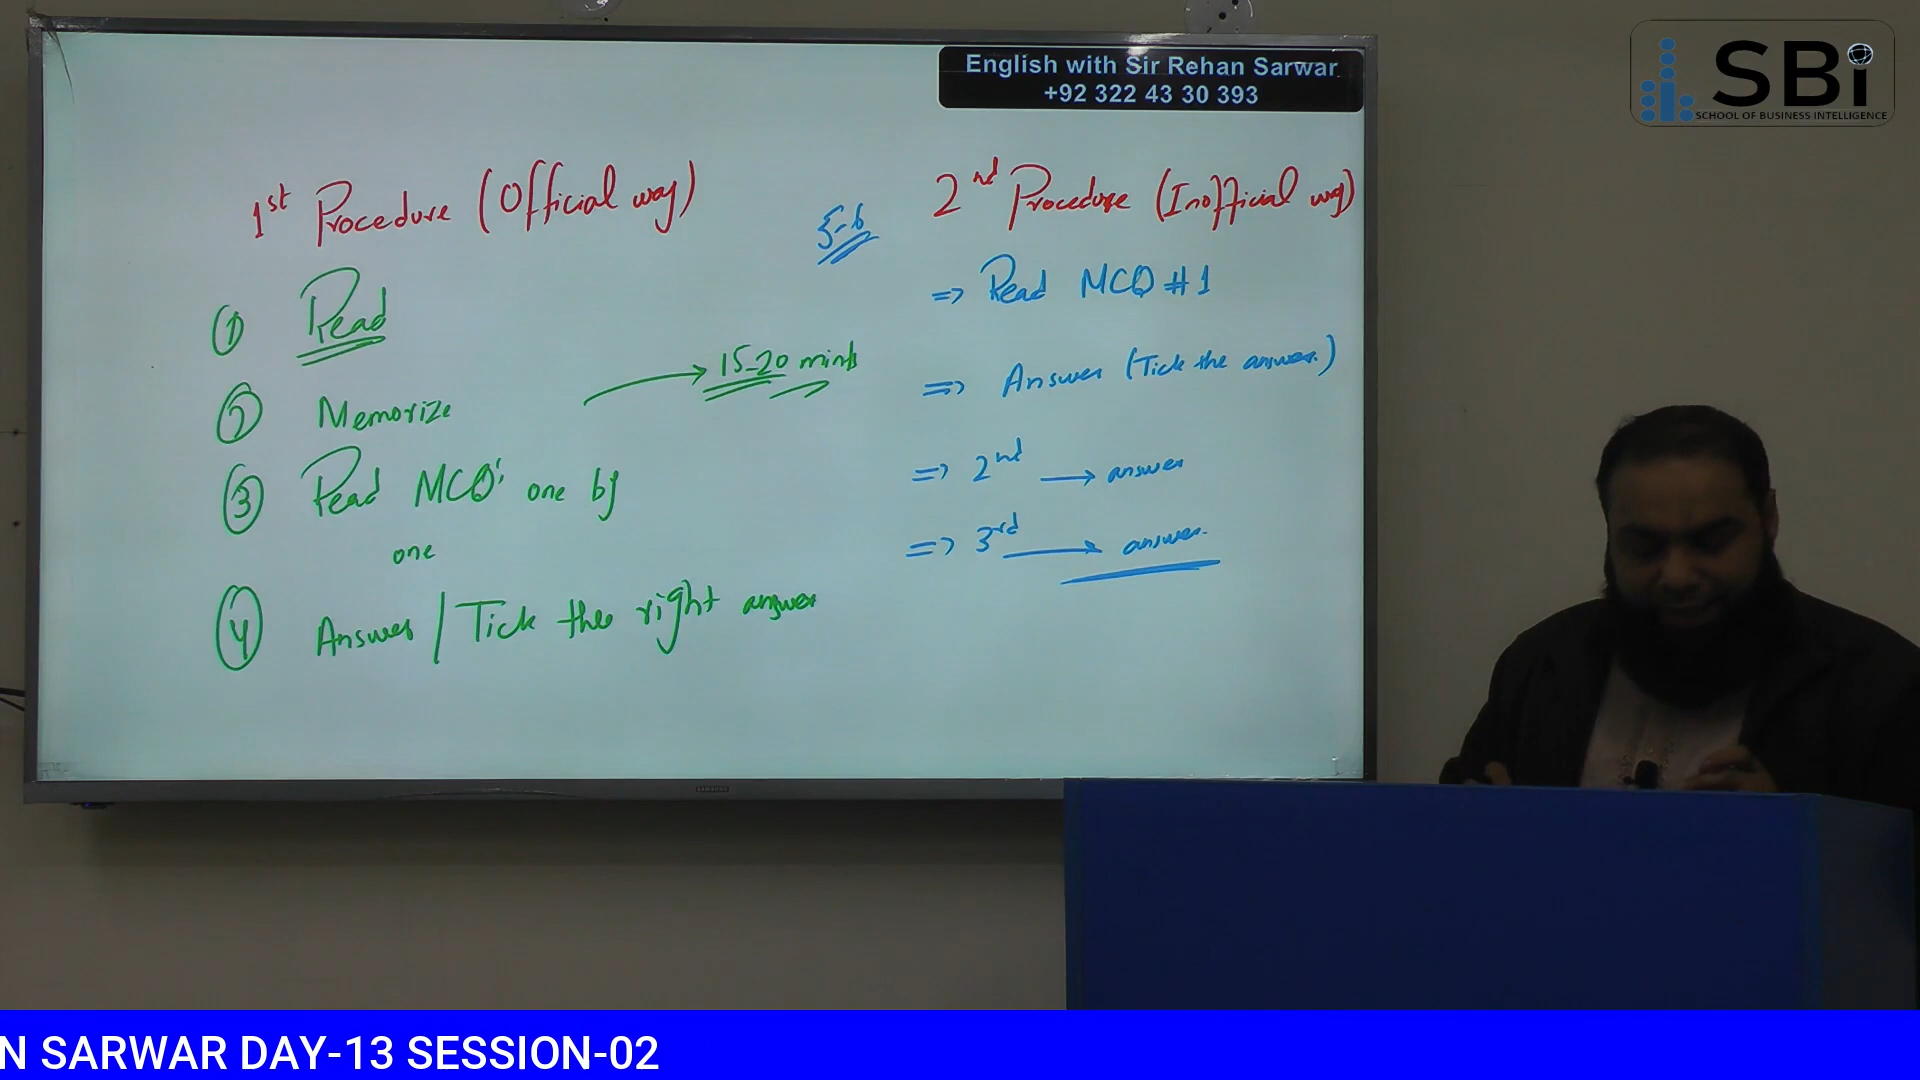 English with Sir Rehan Sarwar
+92 322 43 30 393
SBi
SCHOOL OF BUSINESS INTELLIGENCE
1st Procedure (Official way)
① Read
② Memorize
15-20 mints
③ Read MCQ' one by
one
④ Answer / Tick the right answer
5-6
2nd Procedure (Inofficial way)
=> Read MCQ #1
=> Answer (Tick the answer.)
=> 2nd → answer
=> 3rd → answer.
SAMSUNG
N SARWAR DAY-13 SESSION-02